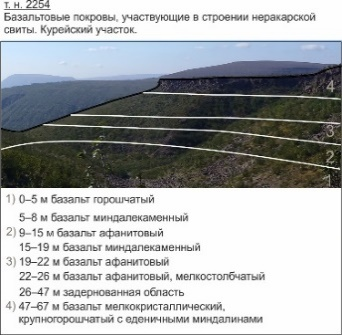 т. н. 2254
Базальтовые покровы, участвующие в строении неракарской
свиты. Курейский участок.
4
3
2
1
1) 0–5 м базальт горошчатый
5–8 м базальт миндалекаменный
2) 9–15 м базальт афанитовый
15–19 м базальт миндалекаменный
3) 19–22 м базальт афанитовый
22–26 м базальт афанитовый, мелкостолбчатый
26–47 м задернованная область
4) 47–67 м базальт мелкокристаллический,
крупногорошчатый с еденичными миндалинами